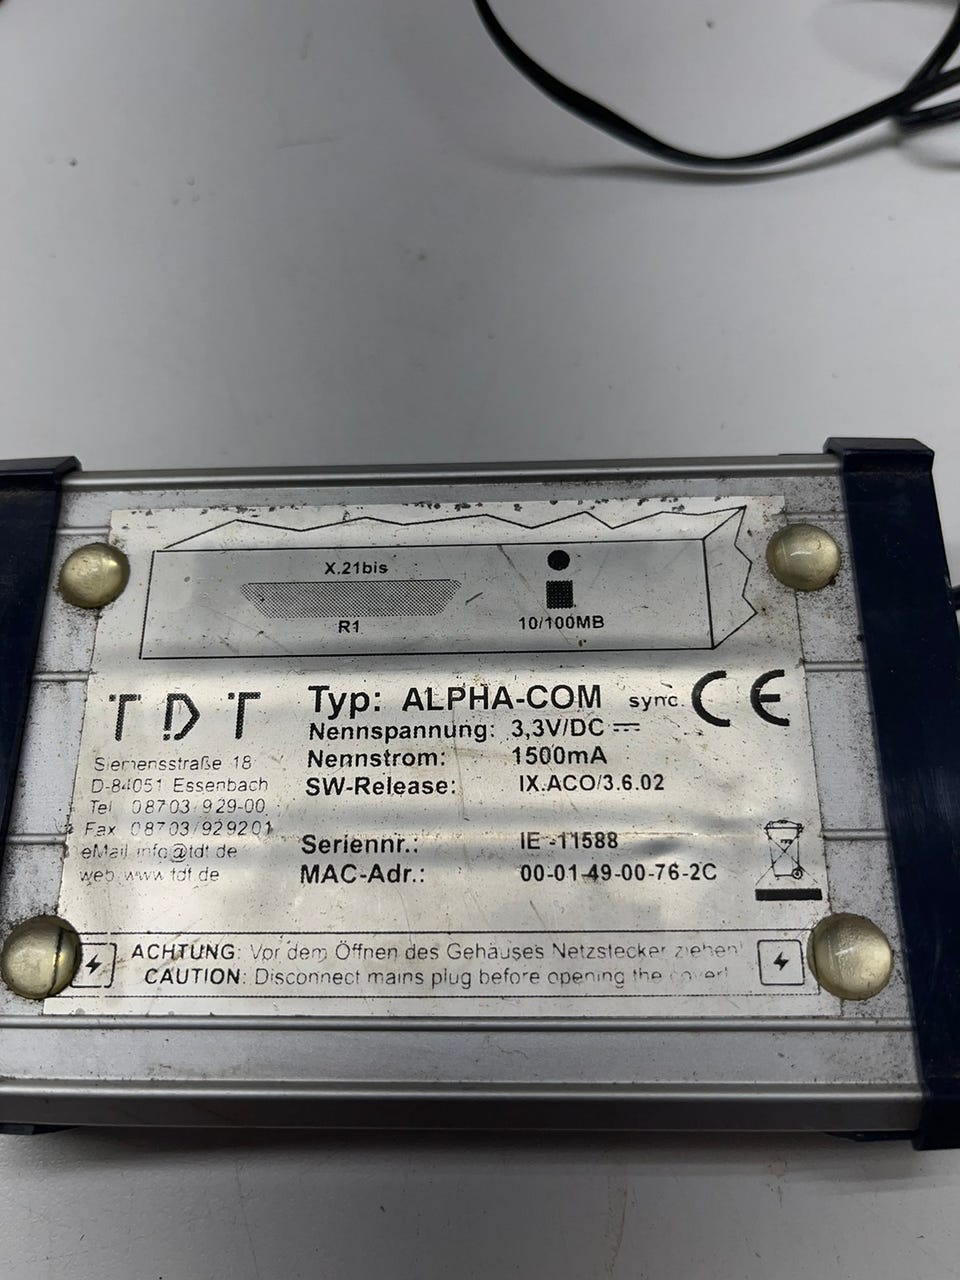 X.21bis
R1
10/100MB
TDT
Siemensstraße 18
D-84051 Essenbach
Tel 08703/929-00
Fax 08703/929201
eMail info@tdt.de
web www.tdt.de
Typ: ALPHA-COM sync. CE
Nennspannung: 3,3V/DC
Nennstrom: 1500mA
SW-Release: IX.ACO/3.6.02
Seriennr.: IE -11588
MAC-Adr.: 00-01-49-00-76-2C
ACHTUNG: Vor dem Öffnen des Gehäuses Netzstecker ziehen!
CAUTION: Disconnect mains plug before opening the cover!